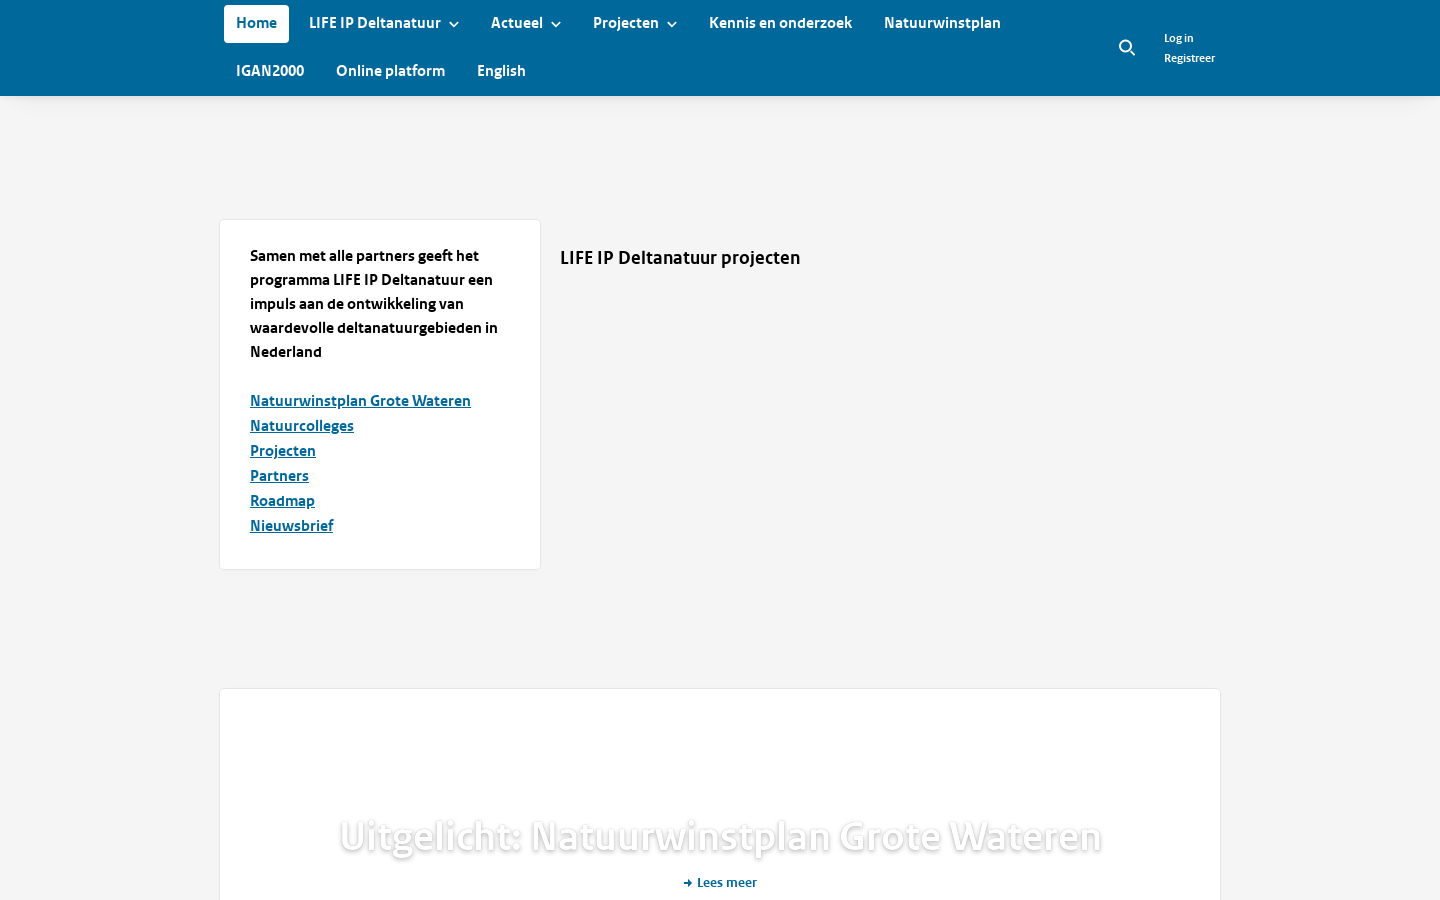 Home LIFE IP Deltanatuur Actueel Projecten Kennis en onderzoek Natuurwinstplan
IGAN2000 Online platform English
Log in
Registreer
Samen met alle partners geeft het
programma LIFE IP Deltanatuur een
impuls aan de ontwikkeling van
waardevolle deltanatuurgebieden in
Nederland
Natuurwinstplan Grote Wateren
Natuurcolleges
Projecten
Partners
Roadmap
Nieuwsbrief
LIFE IP Deltanatuur projecten
Uitgelicht: Natuurwinstplan Grote Wateren
Lees meer